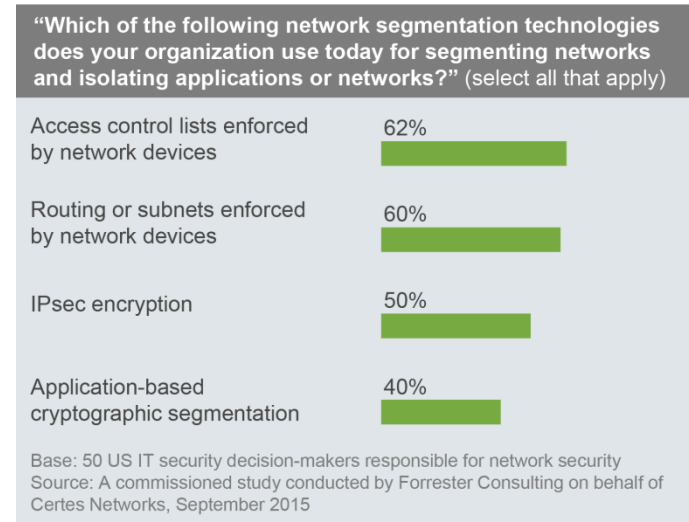 “Which of the following network segmentation technologies
does your organization use today for segmenting networks
and isolating applications or networks?” (select all that apply)
Access control lists enforced
by network devices
62%
Routing or subnets enforced
by network devices
60%
IPsec encryption
50%
Application-based
cryptographic segmentation
40%
Base: 50 US IT security decision-makers responsible for network security
Source: A commissioned study conducted by Forrester Consulting on behalf of
Certes Networks, September 2015